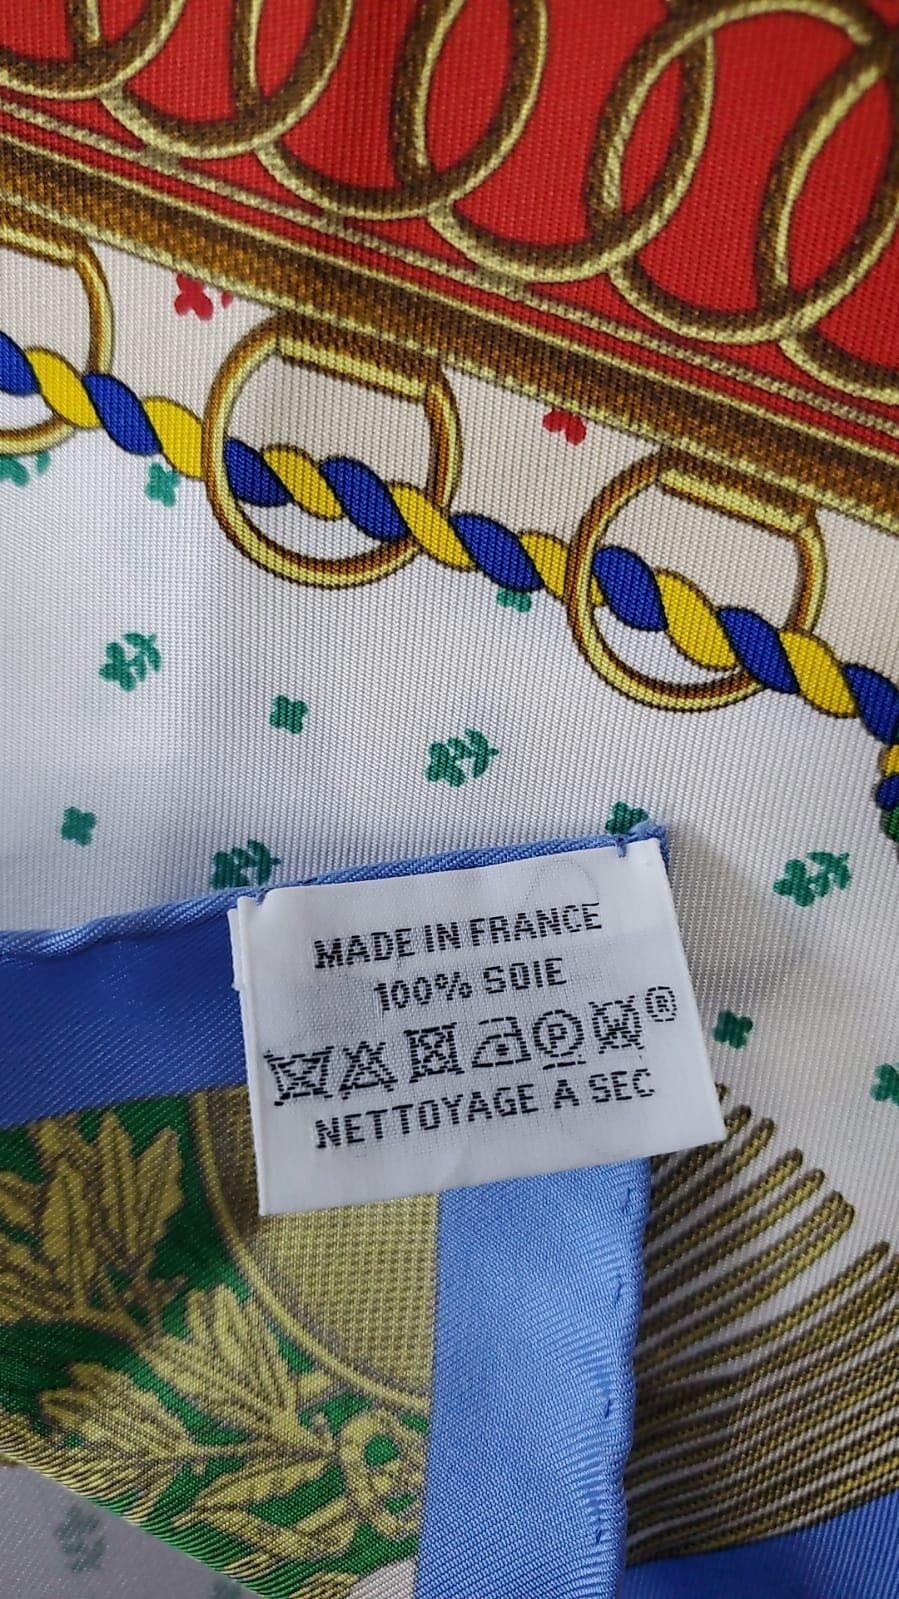 MADE IN FRANCE
100% SOIE
P ®
NETTOYAGE A SEC